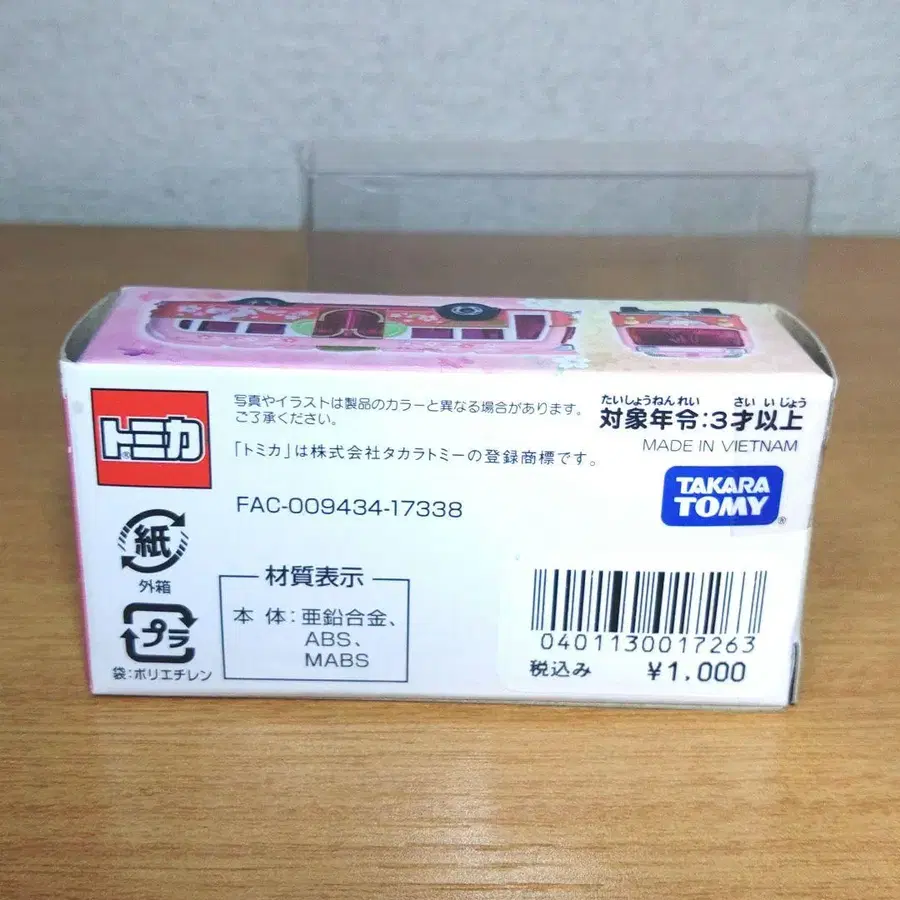 トミカ®
写真やイラストは製品のカラーと異なる場合があります。
ご了承ください。
「トミカ」は株式会社タカラトミーの登録商標です。
FAC-009434-17338
紙
外箱
プラ
袋:ポリエチレン
材質表示
本体:亜鉛合金、
ABS、
MABS
たいしょうねんれい さいいじょう
対象年令:3才以上
MADE IN VIETNAM
TAKARA
TOMY®
0401130017263
税込み ¥1,000